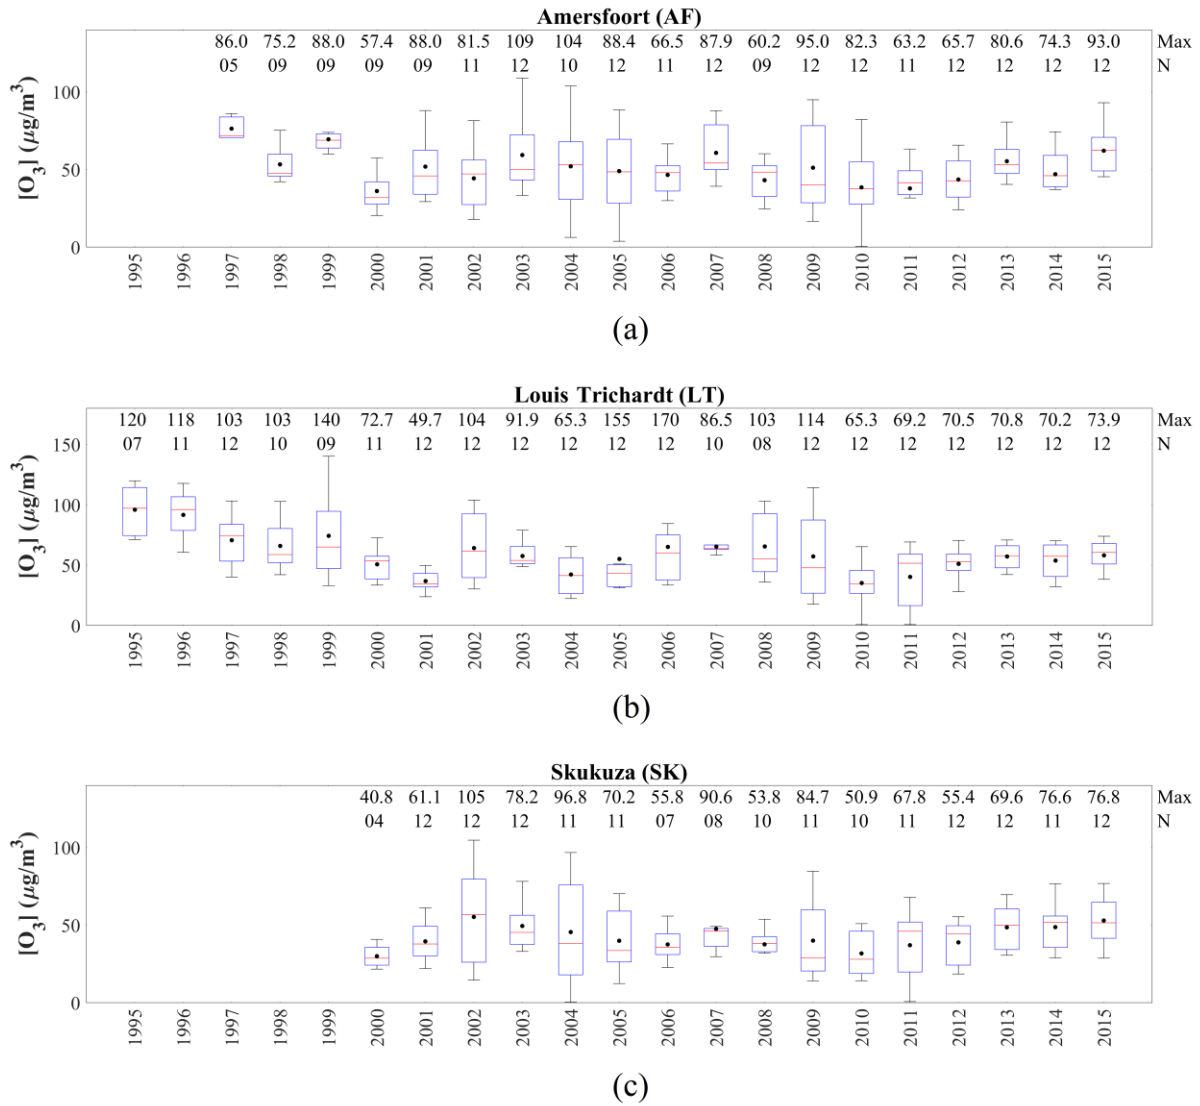 Amersfoort (AF)
86.0 75.2 88.0 57.4 88.0 81.5 109 104 88.4 66.5 87.9 60.2 95.0 82.3 63.2 65.7 80.6 74.3 93.0 Max
05 09 09 09 09 11 12 10 12 11 12 09 12 12 11 12 12 12 12 N
[O₃] (μg/m³)
100
50
0
1995 1996 1997 1998 1999 2000 2001 2002 2003 2004 2005 2006 2007 2008 2009 2010 2011 2012 2013 2014 2015
(a)
Louis Trichardt (LT)
120 118 103 103 140 72.7 49.7 104 91.9 65.3 155 170 86.5 103 114 65.3 69.2 70.5 70.8 70.2 73.9 Max
07 11 12 10 09 11 12 12 12 12 12 12 10 08 12 12 12 12 12 12 12 N
[O₃] (μg/m³)
150
100
50
0
1995 1996 1997 1998 1999 2000 2001 2002 2003 2004 2005 2006 2007 2008 2009 2010 2011 2012 2013 2014 2015
(b)
Skukuza (SK)
40.8 61.1 105 78.2 96.8 70.2 55.8 90.6 53.8 84.7 50.9 67.8 55.4 69.6 76.6 76.8 Max
04 12 12 12 11 11 07 08 10 11 10 11 12 12 11 12 N
[O₃] (μg/m³)
100
50
0
1995 1996 1997 1998 1999 2000 2001 2002 2003 2004 2005 2006 2007 2008 2009 2010 2011 2012 2013 2014 2015
(c)